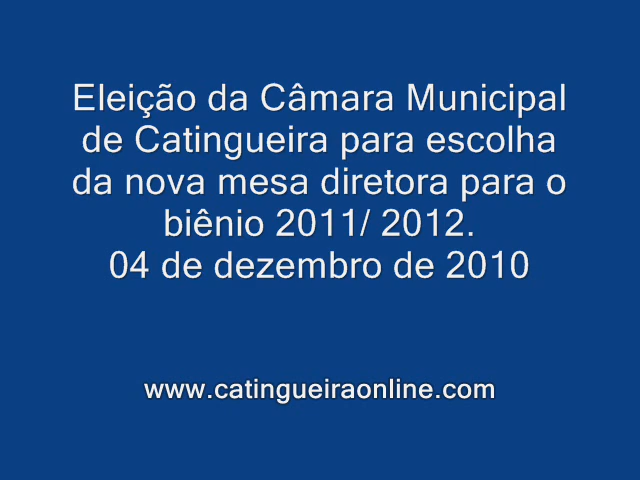 Eleição da Câmara Municipal
de Catingueira para escolha
da nova mesa diretora para o
biênio 2011/ 2012.
04 de dezembro de 2010
www.catingueiraonline.com